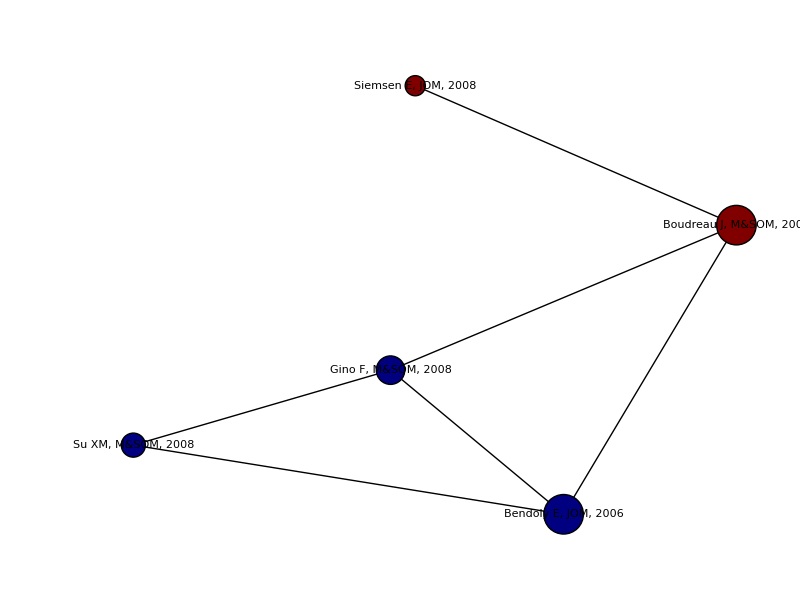 Siemsen E, JOM, 2008
Boudreau J, M&SOM, 200
Gino F, M&SOM, 2008
Su XM, M&SOM, 2008
Bendoly E, JOM, 2006